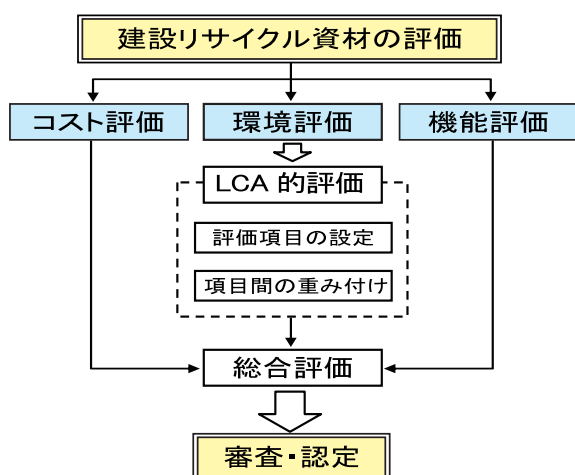 建設リサイクル資材の評価
コスト評価
環境評価
機能評価
LCA 的評価
評価項目の設定
項目間の重み付け
総合評価
審査・認定